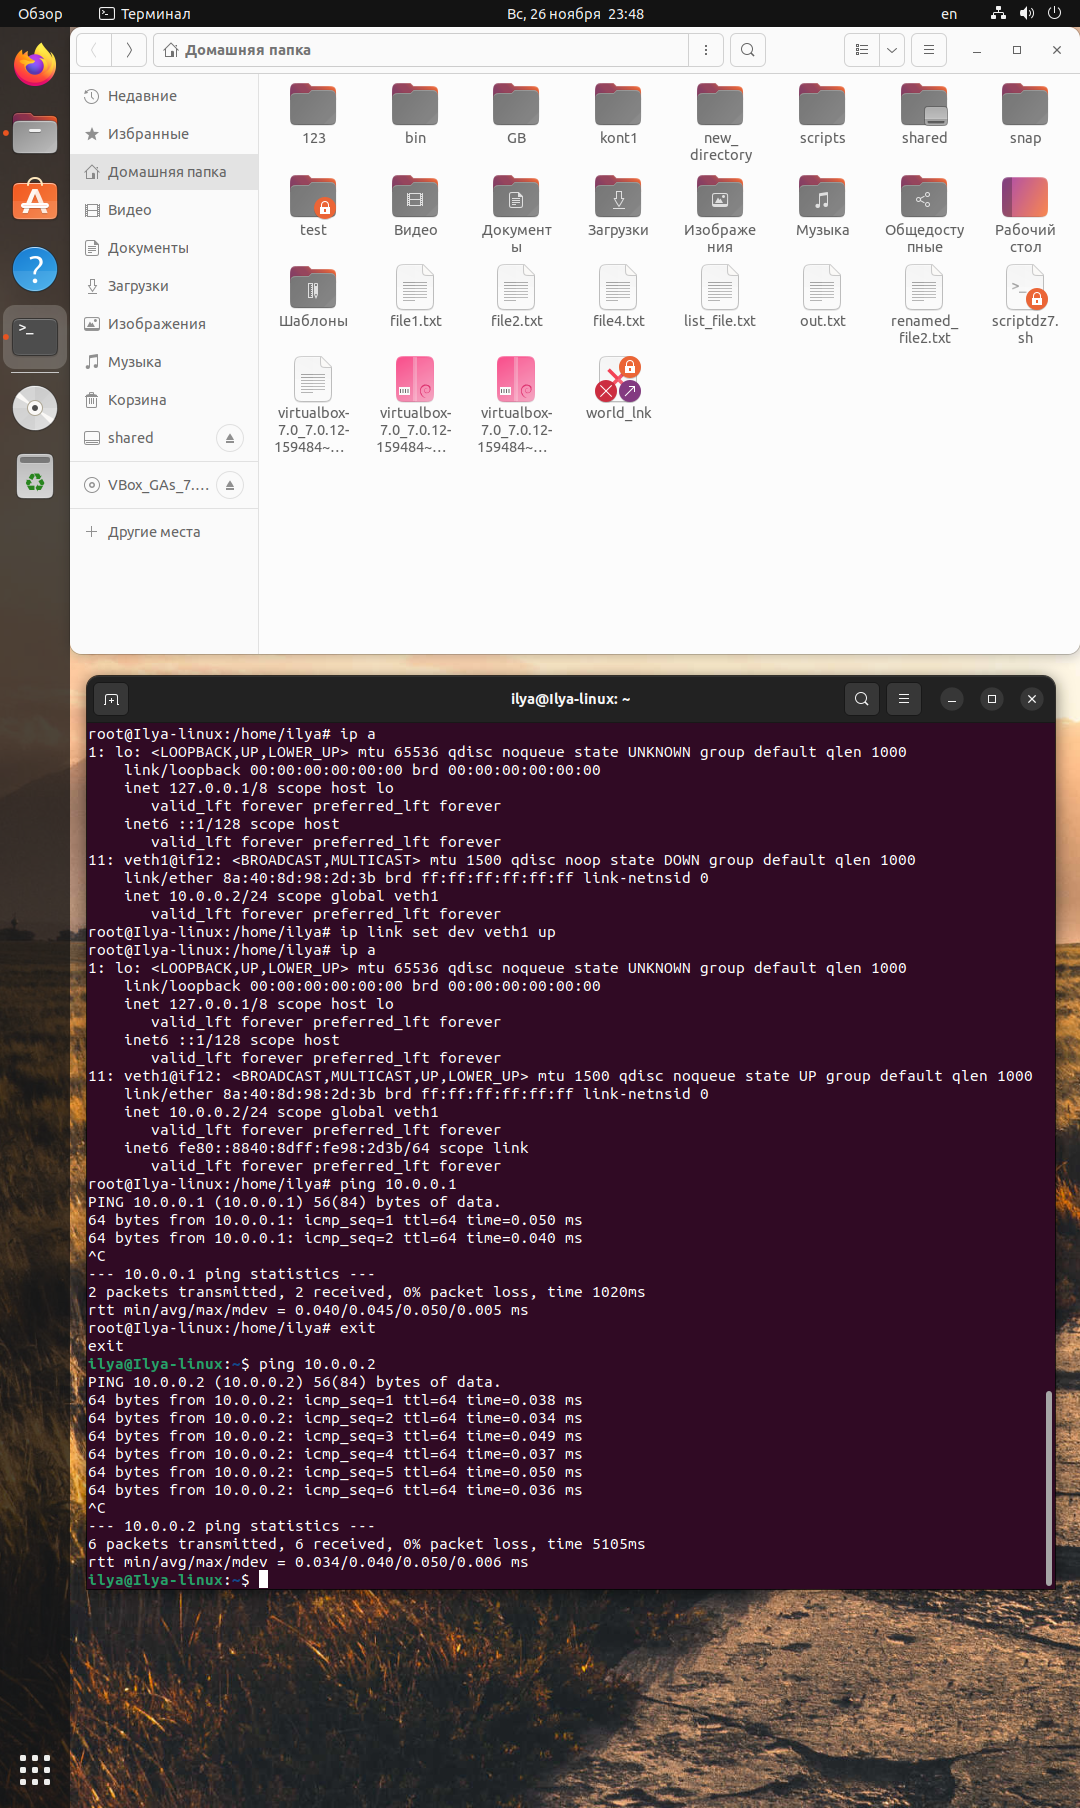 Обзор
Терминал
Вс, 26 ноября 23:48
en
Домашняя папка
Недавние
Избранные
Домашняя папка
Видео
Документы
Загрузки
Изображения
Музыка
Корзина
shared
VBox_GAs_7.…
Другие места
123
bin
GB
kont1
new_
directory
scripts
shared
snap
test
Видео
Документ
ы
Загрузки
Изображе
ния
Музыка
Общедосту
пные
Рабочий
стол
Шаблоны
file1.txt
file2.txt
file4.txt
list_file.txt
out.txt
renamed_
file2.txt
scriptdz7.
sh
virtualbox-
7.0_7.0.12-
159484~…
virtualbox-
7.0_7.0.12-
159484~…
virtualbox-
7.0_7.0.12-
159484~…
world_lnk
ilya@Ilya-linux: ~
root@Ilya-linux:/home/ilya# ip a
1: lo: <LOOPBACK,UP,LOWER_UP> mtu 65536 qdisc noqueue state UNKNOWN group default qlen 1000
    link/loopback 00:00:00:00:00:00 brd 00:00:00:00:00:00
    inet 127.0.0.1/8 scope host lo
       valid_lft forever preferred_lft forever
    inet6 ::1/128 scope host
       valid_lft forever preferred_lft forever
11: veth1@if12: <BROADCAST,MULTICAST> mtu 1500 qdisc noop state DOWN group default qlen 1000
    link/ether 8a:40:8d:98:2d:3b brd ff:ff:ff:ff:ff:ff link-netnsid 0
    inet 10.0.0.2/24 scope global veth1
       valid_lft forever preferred_lft forever
root@Ilya-linux:/home/ilya# ip link set dev veth1 up
root@Ilya-linux:/home/ilya# ip a
1: lo: <LOOPBACK,UP,LOWER_UP> mtu 65536 qdisc noqueue state UNKNOWN group default qlen 1000
    link/loopback 00:00:00:00:00:00 brd 00:00:00:00:00:00
    inet 127.0.0.1/8 scope host lo
       valid_lft forever preferred_lft forever
    inet6 ::1/128 scope host
       valid_lft forever preferred_lft forever
11: veth1@if12: <BROADCAST,MULTICAST,UP,LOWER_UP> mtu 1500 qdisc noqueue state UP group default qlen 1000
    link/ether 8a:40:8d:98:2d:3b brd ff:ff:ff:ff:ff:ff link-netnsid 0
    inet 10.0.0.2/24 scope global veth1
       valid_lft forever preferred_lft forever
    inet6 fe80::8840:8dff:fe98:2d3b/64 scope link
       valid_lft forever preferred_lft forever
root@Ilya-linux:/home/ilya# ping 10.0.0.1
PING 10.0.0.1 (10.0.0.1) 56(84) bytes of data.
64 bytes from 10.0.0.1: icmp_seq=1 ttl=64 time=0.050 ms
64 bytes from 10.0.0.1: icmp_seq=2 ttl=64 time=0.040 ms
^C
--- 10.0.0.1 ping statistics ---
2 packets transmitted, 2 received, 0% packet loss, time 1020ms
rtt min/avg/max/mdev = 0.040/0.045/0.050/0.005 ms
root@Ilya-linux:/home/ilya# exit
exit
ilya@Ilya-linux:~$ ping 10.0.0.2
PING 10.0.0.2 (10.0.0.2) 56(84) bytes of data.
64 bytes from 10.0.0.2: icmp_seq=1 ttl=64 time=0.038 ms
64 bytes from 10.0.0.2: icmp_seq=2 ttl=64 time=0.034 ms
64 bytes from 10.0.0.2: icmp_seq=3 ttl=64 time=0.049 ms
64 bytes from 10.0.0.2: icmp_seq=4 ttl=64 time=0.037 ms
64 bytes from 10.0.0.2: icmp_seq=5 ttl=64 time=0.050 ms
64 bytes from 10.0.0.2: icmp_seq=6 ttl=64 time=0.036 ms
^C
--- 10.0.0.2 ping statistics ---
6 packets transmitted, 6 received, 0% packet loss, time 5105ms
rtt min/avg/max/mdev = 0.034/0.040/0.050/0.006 ms
ilya@Ilya-linux:~$